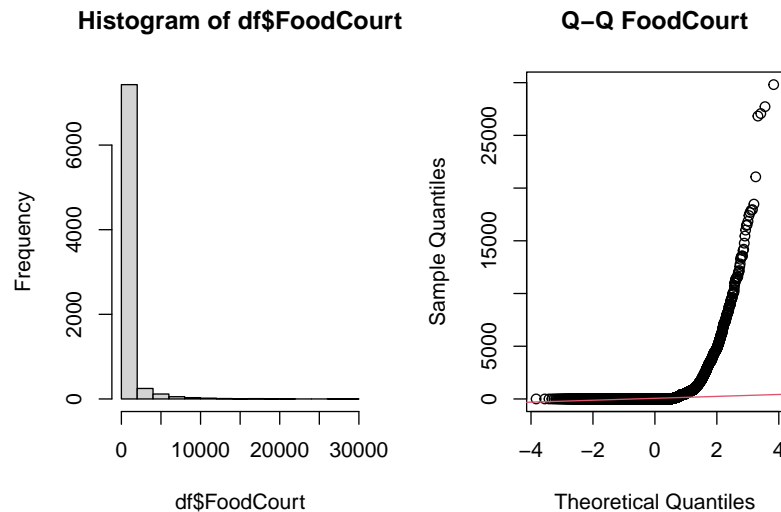 Histogram of df$FoodCourt
Frequency
0
2000
4000
6000
0 10000 20000 30000
df$FoodCourt
Q−Q FoodCourt
Sample Quantiles
0
5000
15000
25000
−4 −2 0 2 4
Theoretical Quantiles